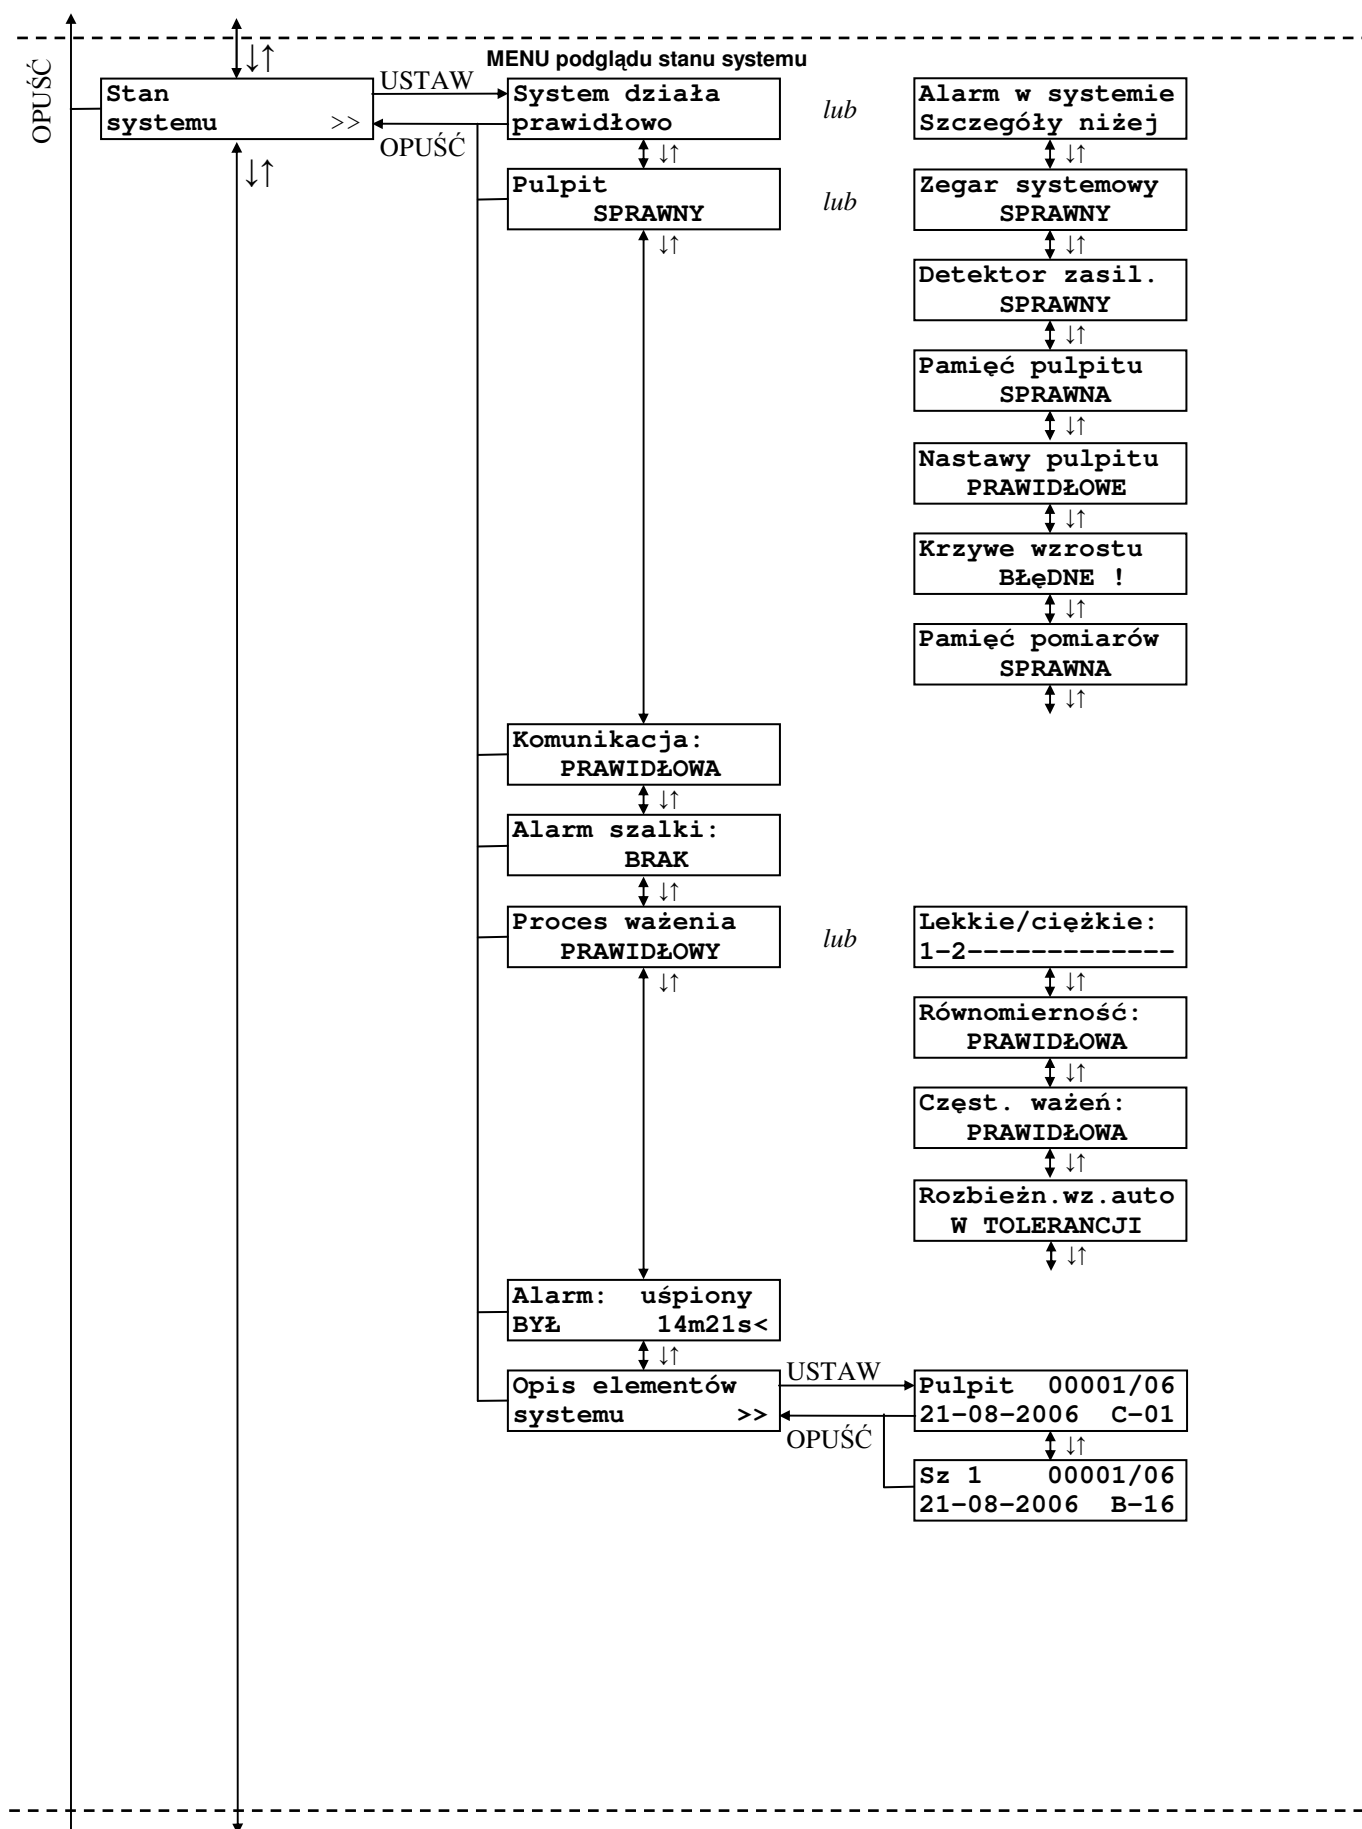 MENU podglądu stanu systemu
OPUŚĆ
↓↑
Stan
systemu >>
USTAW
OPUŚĆ
↓↑
System działa
prawidłowo
lub
Alarm w systemie
Szczegóły niżej
↓↑
↓↑
Pulpit
SPRAWNY
lub
Zegar systemowy
SPRAWNY
↓↑
↓↑
Detektor zasil.
SPRAWNY
↓↑
Pamięć pulpitu
SPRAWNA
↓↑
Nastawy pulpitu
PRAWIDŁOWE
↓↑
Krzywe wzrostu
BŁęDNE !
↓↑
Pamięć pomiarów
SPRAWNA
↓↑
Komunikacja:
PRAWIDŁOWA
↓↑
Alarm szalki:
BRAK
↓↑
Proces ważenia
PRAWIDŁOWY
lub
Lekkie/ciężkie:
1-2-------------
↓↑
↓↑
Równomierność:
PRAWIDŁOWA
↓↑
Częst. ważeń:
PRAWIDŁOWA
↓↑
Rozbieżn.wz.auto
W TOLERANCJI
↓↑
Alarm: uśpiony
BYŁ 14m21s<
↓↑
Opis elementów
systemu >>
USTAW
OPUŚĆ
Pulpit 00001/06
21-08-2006 C-01
↓↑
Sz 1 00001/06
21-08-2006 B-16